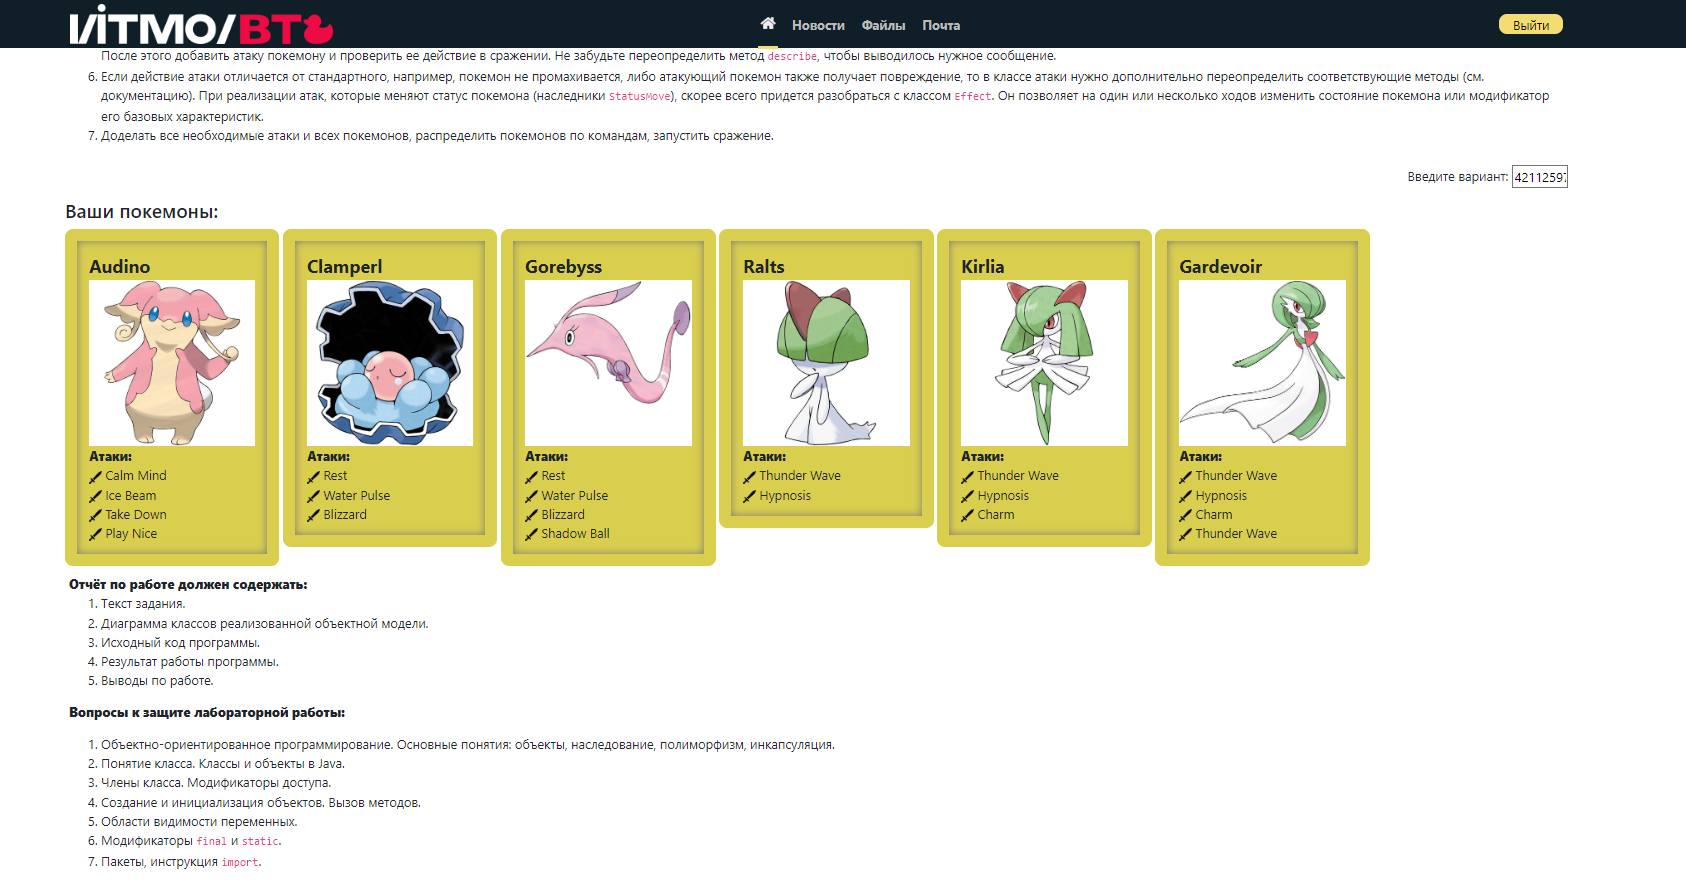 ИТМО/ВТ
Новости Файлы Почта
Выйти
После этого добавить атаку покемону и проверить ее действие в сражении. Не забудьте переопределить метод describe, чтобы выводилось нужное сообщение.
6. Если действие атаки отличается от стандартного, например, покемон не промахивается, либо атакующий покемон также получает повреждение, то в классе атаки нужно дополнительно переопределить соответствующие методы (см.
документацию). При реализации атак, которые меняют статус покемона (наследники StatusMove), скорее всего придется разобраться с классом Effect. Он позволяет на один или несколько ходов изменить состояние покемона или модификатор
его базовых характеристик.
7. Доделать все необходимые атаки и всех покемонов, распределить покемонов по командам, запустить сражение.
Введите вариант: 42112597
Ваши покемоны:
Audino
Атаки:
Calm Mind
Ice Beam
Take Down
Play Nice
Clamperl
Атаки:
Rest
Water Pulse
Blizzard
Gorebyss
Атаки:
Rest
Water Pulse
Blizzard
Shadow Ball
Ralts
Атаки:
Thunder Wave
Hypnosis
Kirlia
Атаки:
Thunder Wave
Hypnosis
Charm
Gardevoir
Атаки:
Thunder Wave
Hypnosis
Charm
Thunder Wave
Отчёт по работе должен содержать:
1. Текст задания.
2. Диаграмма классов реализованной объектной модели.
3. Исходный код программы.
4. Результат работы программы.
5. Выводы по работе.
Вопросы к защите лабораторной работы:
1. Объектно-ориентированное программирование. Основные понятия: объекты, наследование, полиморфизм, инкапсуляция.
2. Понятие класса. Классы и объекты в Java.
3. Члены класса. Модификаторы доступа.
4. Создание и инициализация объектов. Вызов методов.
5. Области видимости переменных.
6. Модификаторы final и static.
7. Пакеты, инструкция import.